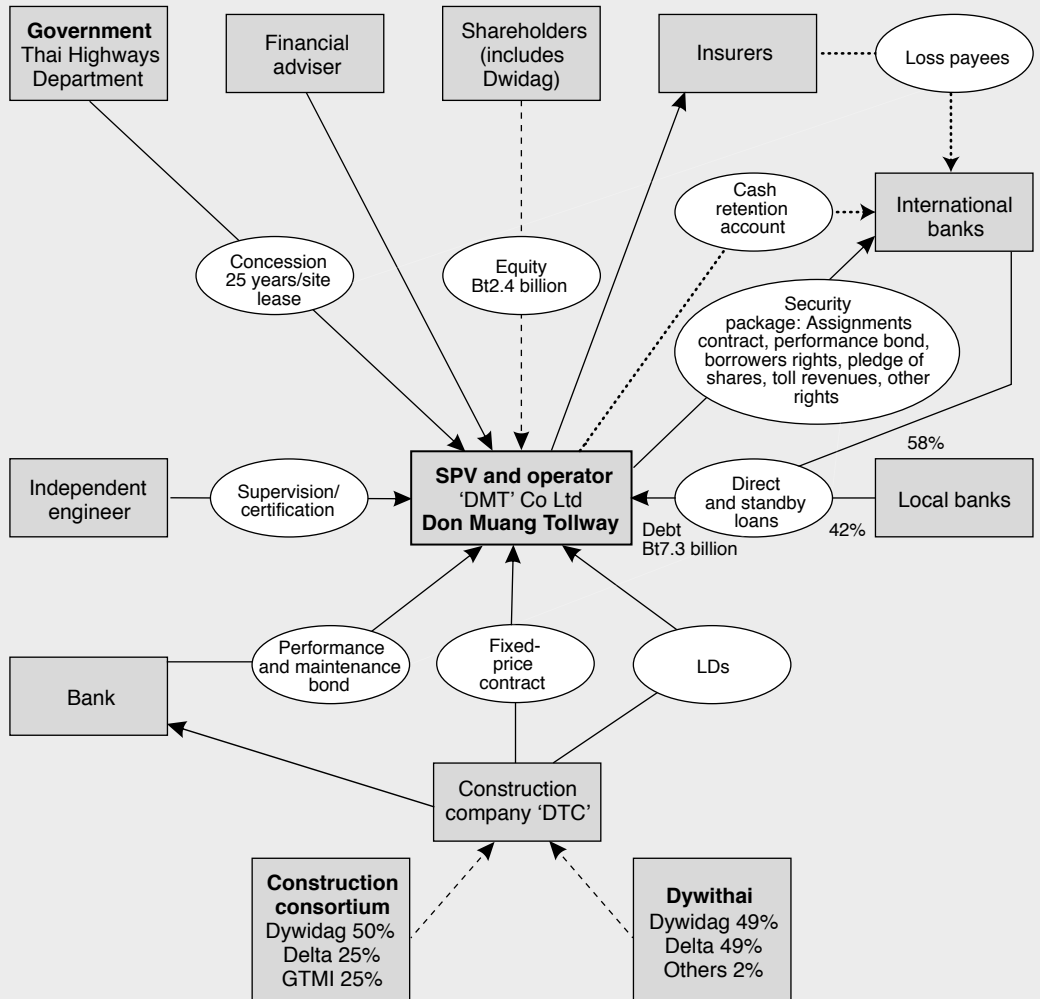 Government
Thai Highways
Department
Financial
adviser
Shareholders
(includes
Dwidag)
Insurers
Loss payees
Cash
retention
account
International
banks
Concession
25 years/site
lease
Equity
Bt2.4 billion
Security
package: Assignments
contract, performance bond,
borrowers rights, pledge of
shares, toll revenues, other
rights
58%
Independent
engineer
Supervision/
certification
SPV and operator
'DMT' Co Ltd
Don Muang Tollway
Debt
Bt7.3 billion
Direct
and standby
loans
42%
Local banks
Bank
Performance
and maintenance
bond
Fixed-
price
contract
LDs
Construction
company 'DTC'
Construction
consortium
Dywidag 50%
Delta 25%
GTMI 25%
Dywithai
Dywidag 49%
Delta 49%
Others 2%